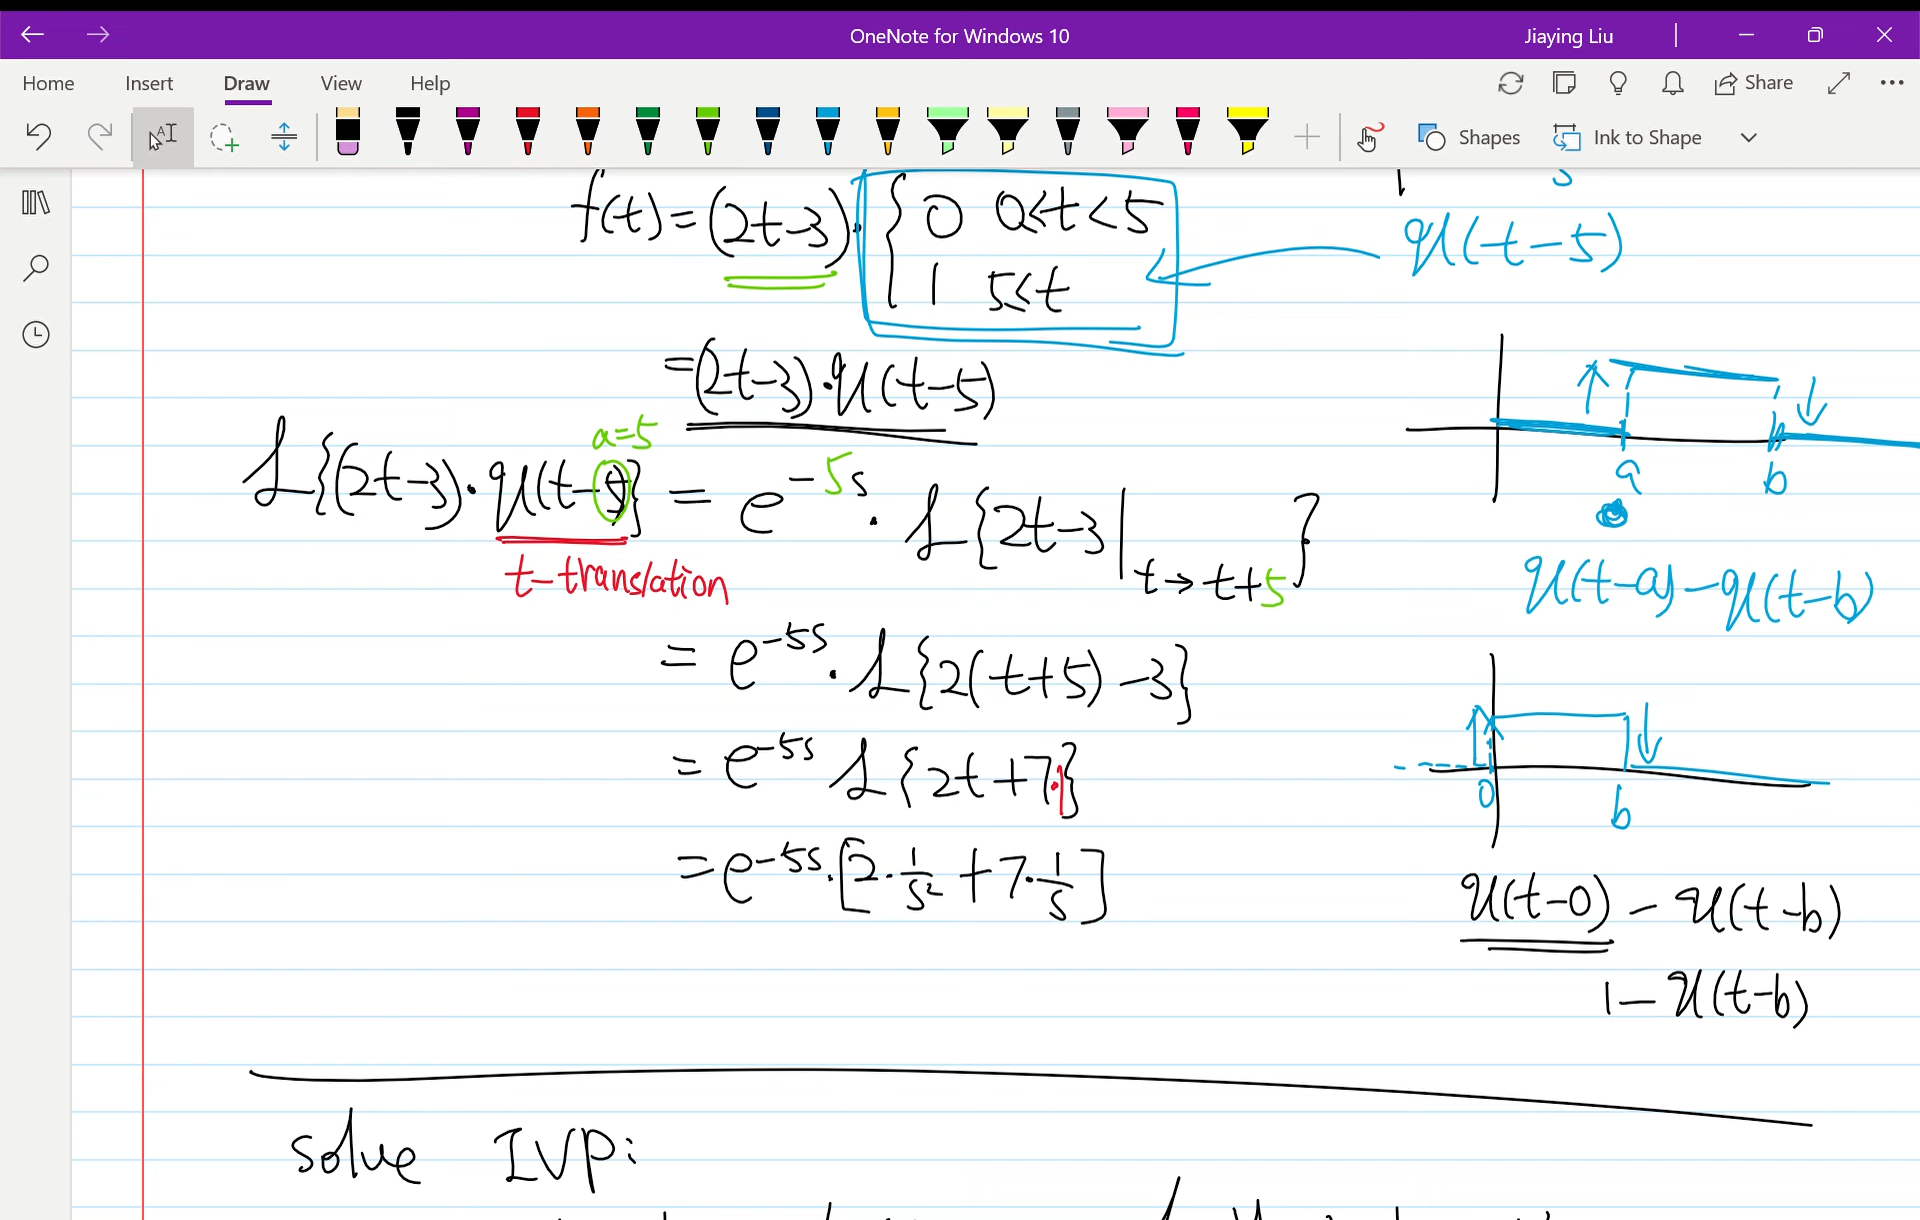 OneNote for Windows 10
Jiaying Liu
Home Insert Draw View Help
Share
Shapes
Ink to Shape
f(t)=(2t-3)·{ 0 0<t<5
1 5<t
u(t-5)
=(2t-3)·u(t-5)
a=5
L{(2t-3)·u(t-5)} = e^-5s · L{2t-3| t→t+5}
t-translation
= e^-5s · L{2(t+5)-3}
= e^-5s L{2t+7·1}
= e^-5s·[2·1/s² + 7·1/s]
a b
u(t-a)-u(t-b)
0 b
u(t-0) - u(t-b)
1-u(t-b)
solve IVP: